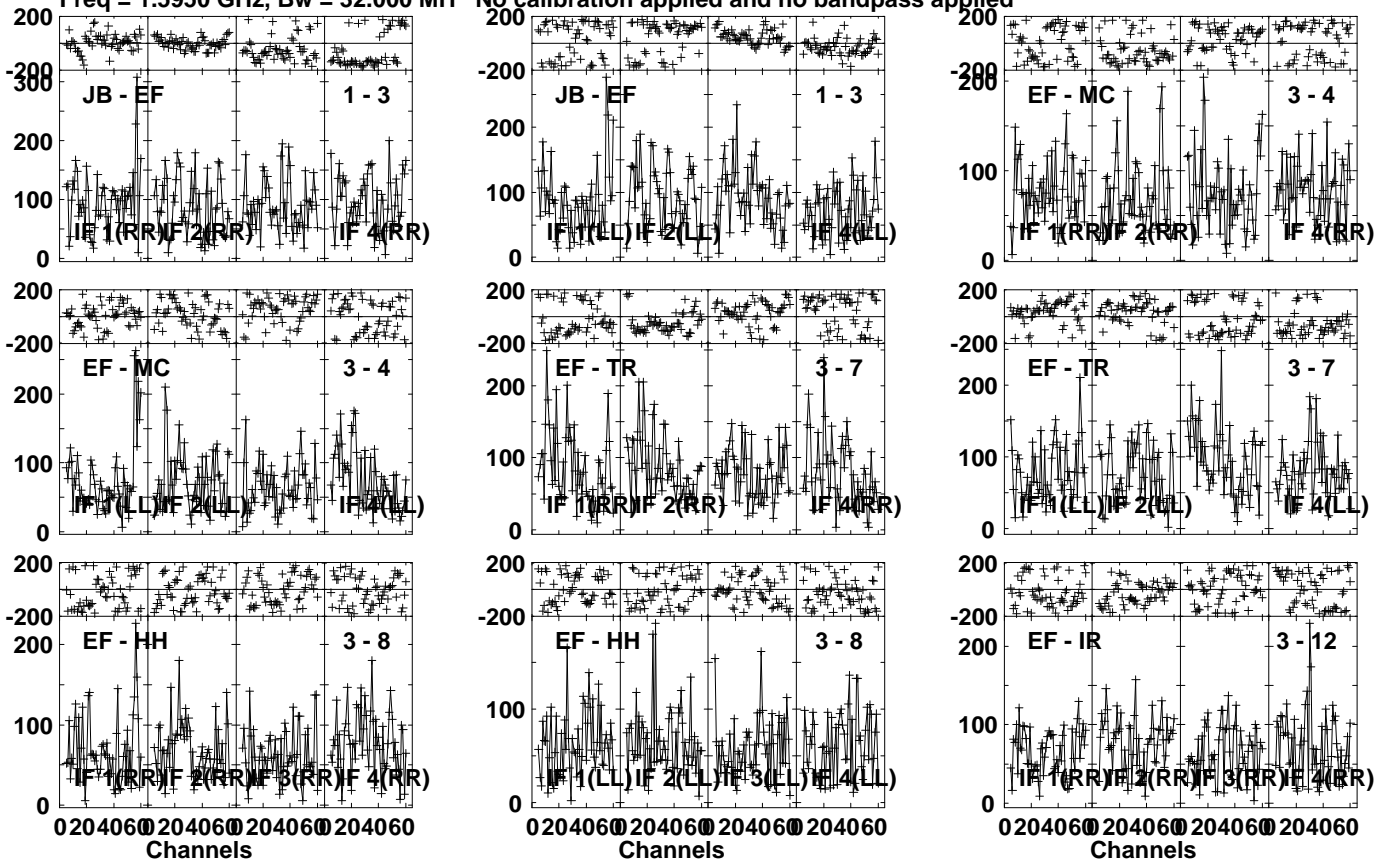 Freq = 1.5950 GHz, Bw = 32.000 MH No calibration applied and no bandpass applied
200
-200
300
200
100
0
JB - EF 1 - 3
IF 1(RR) IF 2(RR) IF 4(RR)
200
-200
200
100
0
JB - EF 1 - 3
IF 1(LL) IF 2(LL) IF 4(LL)
200
-200
200
100
0
EF - MC 3 - 4
IF 1(RR) IF 2(RR) IF 4(RR)
200
-200
200
100
0
EF - MC 3 - 4
IF 1(LL) IF 2(LL) IF 4(LL)
200
-200
200
100
0
EF - TR 3 - 7
IF 1(RR) IF 2(RR) IF 4(RR)
200
-200
200
100
0
EF - TR 3 - 7
IF 1(LL) IF 2(LL) IF 4(LL)
200
-200
200
100
0
EF - HH 3 - 8
IF 1(RR) IF 2(RR) IF 3(RR) IF 4(RR)
0 20 40 60 0 20 40 60 0 20 40 60 0 20 40 60
Channels
200
-200
200
100
0
EF - HH 3 - 8
IF 1(LL) IF 2(LL) IF 3(LL) IF 4(LL)
0 20 40 60 0 20 40 60 0 20 40 60 0 20 40 60
Channels
200
-200
200
100
0
EF - IR 3 - 12
IF 1(RR) IF 2(RR) IF 3(RR) IF 4(RR)
0 20 40 60 0 20 40 60 0 20 40 60 0 20 40 60
Channels